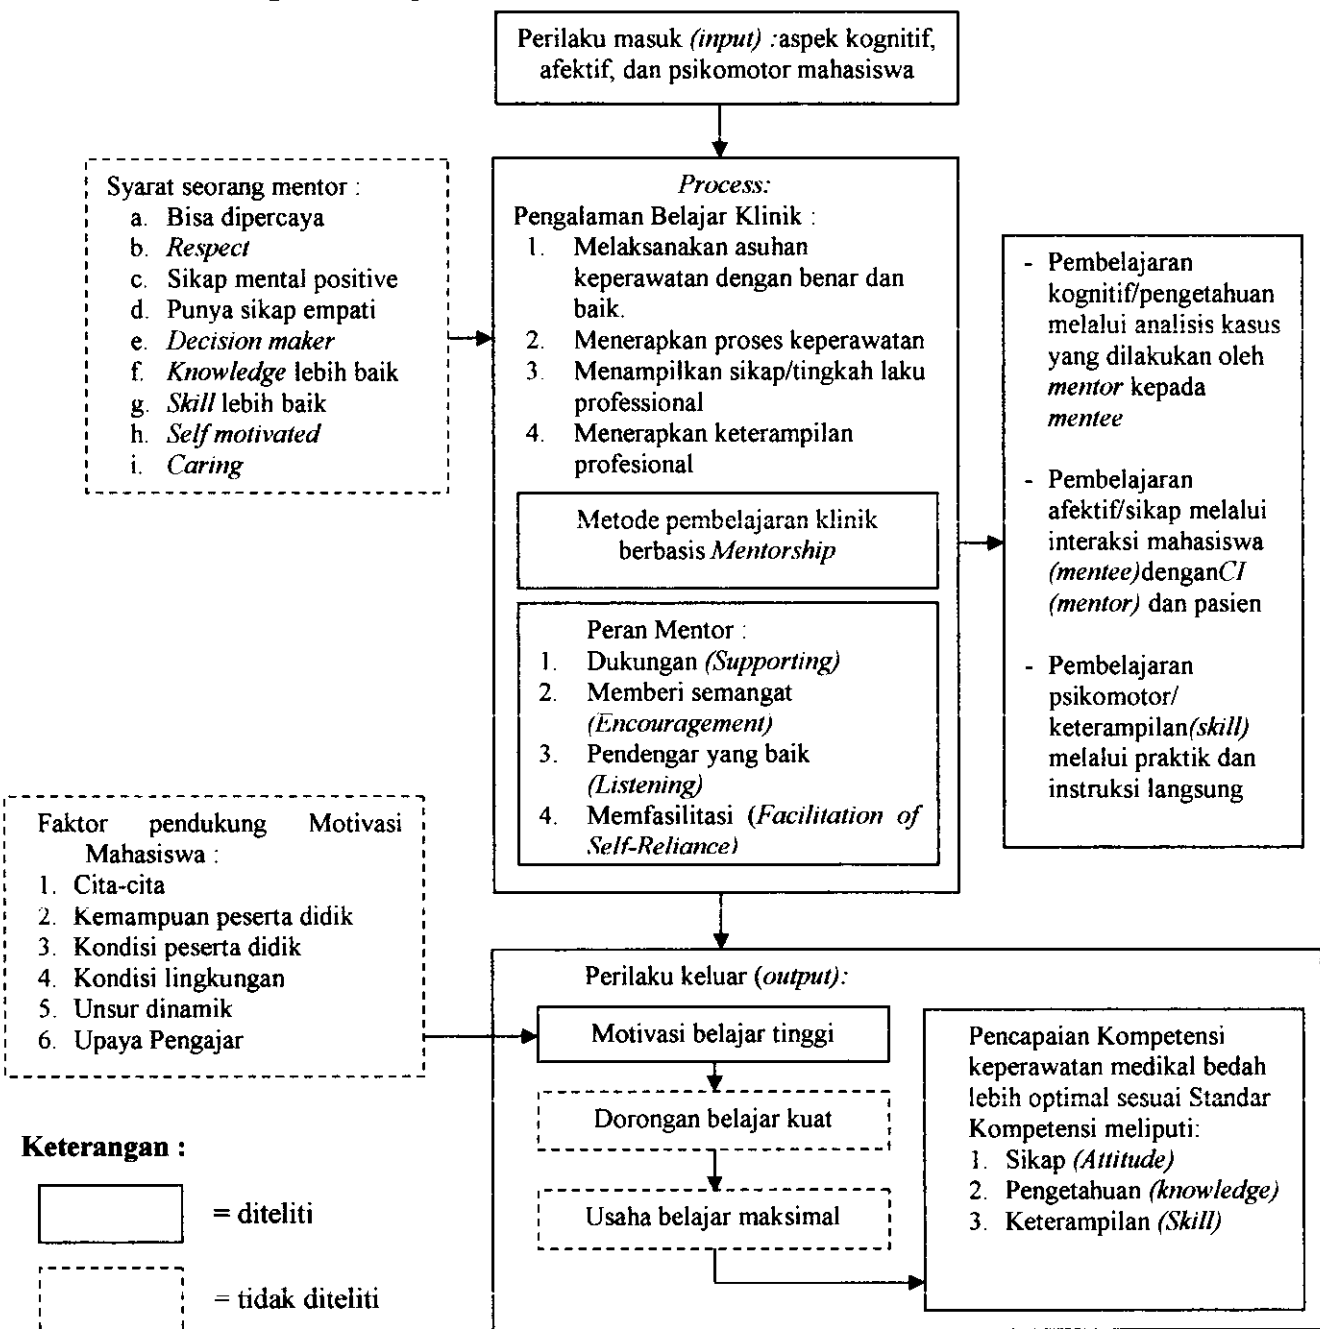 Perilaku masuk (input) :aspek kognitif,
afektif, dan psikomotor mahasiswa
Syarat seorang mentor :
a. Bisa dipercaya
b. Respect
c. Sikap mental positive
d. Punya sikap empati
e. Decision maker
f. Knowledge lebih baik
g. Skill lebih baik
h. Self motivated
i. Caring
Process:
Pengalaman Belajar Klinik :
1. Melaksanakan asuhan
keperawatan dengan benar dan
baik.
2. Menerapkan proses keperawatan
3. Menampilkan sikap/tingkah laku
professional
4. Menerapkan keterampilan
profesional
Metode pembelajaran klinik
berbasis Mentorship
Peran Mentor :
1. Dukungan (Supporting)
2. Memberi semangat
(Encouragement)
3. Pendengar yang baik
(Listening)
4. Memfasilitasi (Facilitation of
Self-Reliance)
- Pembelajaran
kognitif/pengetahuan
melalui analisis kasus
yang dilakukan oleh
mentor kepada
mentee
- Pembelajaran
afektif/sikap melalui
interaksi mahasiswa
(mentee)denganCI
(mentor) dan pasien
- Pembelajaran
psikomotor/
keterampilan(skill)
melalui praktik dan
instruksi langsung
Faktor pendukung Motivasi
Mahasiswa :
1. Cita-cita
2. Kemampuan peserta didik
3. Kondisi peserta didik
4. Kondisi lingkungan
5. Unsur dinamik
6. Upaya Pengajar
Perilaku keluar (output):
Motivasi belajar tinggi
Dorongan belajar kuat
Usaha belajar maksimal
Pencapaian Kompetensi
keperawatan medikal bedah
lebih optimal sesuai Standar
Kompetensi meliputi:
1. Sikap (Attitude)
2. Pengetahuan (knowledge)
3. Keterampilan (Skill)
Keterangan :
= diteliti
= tidak diteliti